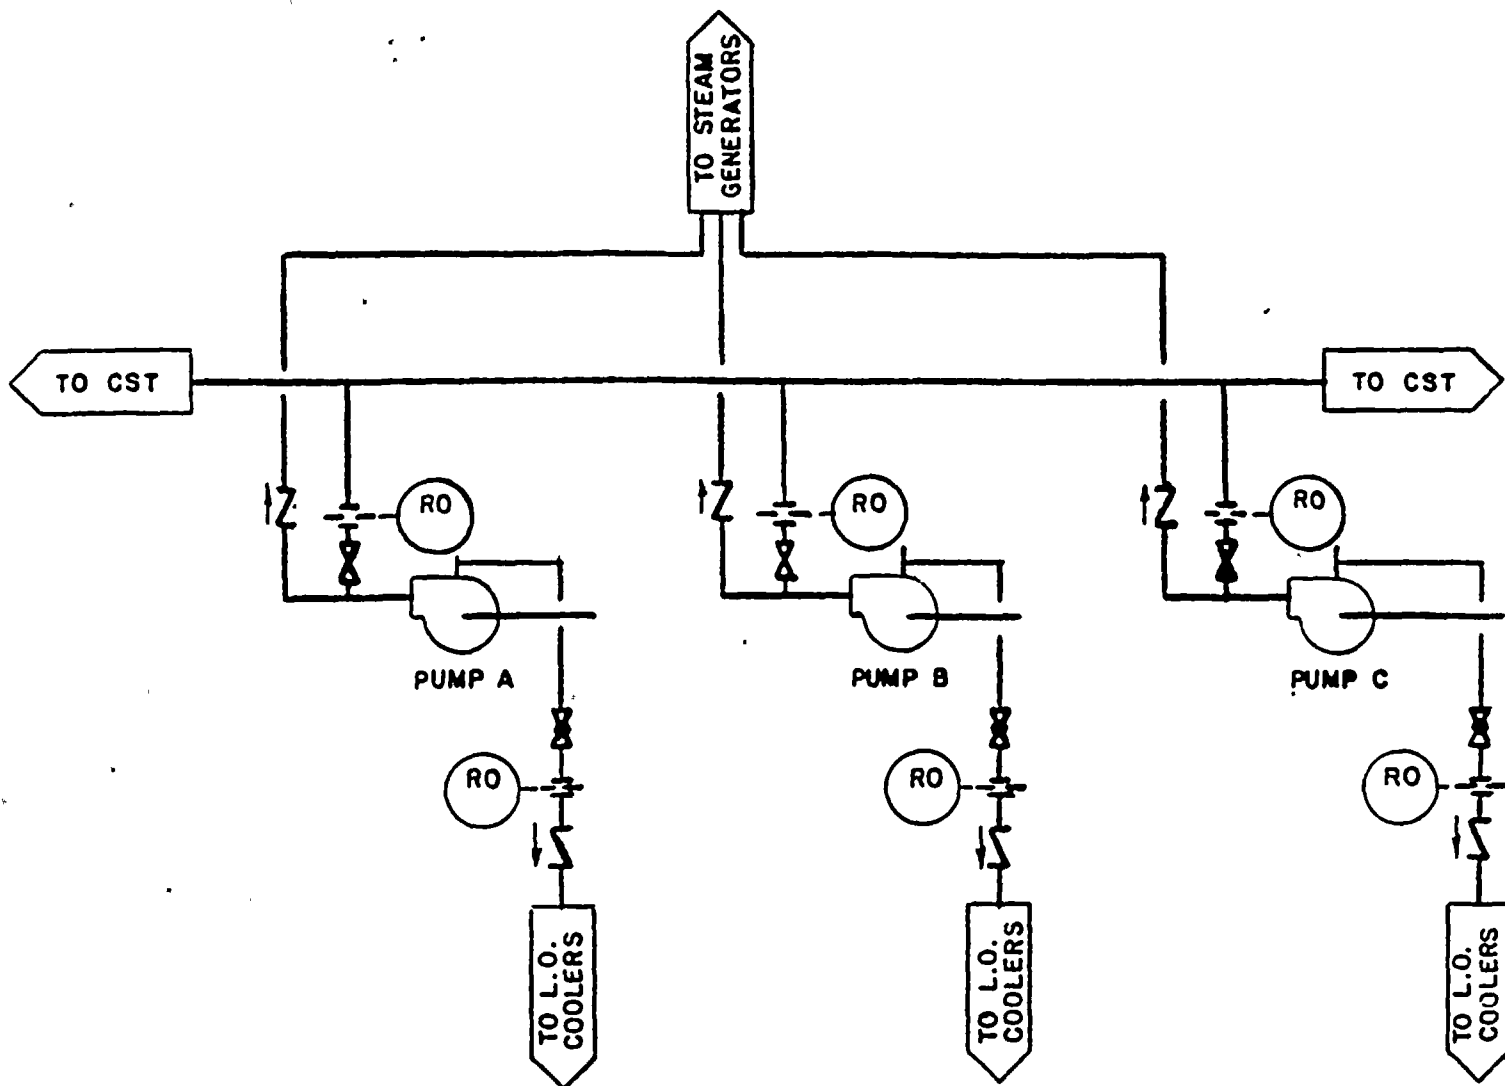 TO STEAM
GENERATORS
TO CST
TO CST
RO
RO
RO
PUMP A
PUMP B
PUMP C
RO
RO
RO
TO L.O.
COOLERS
TO L.O.
COOLERS
TO L.O.
COOLERS